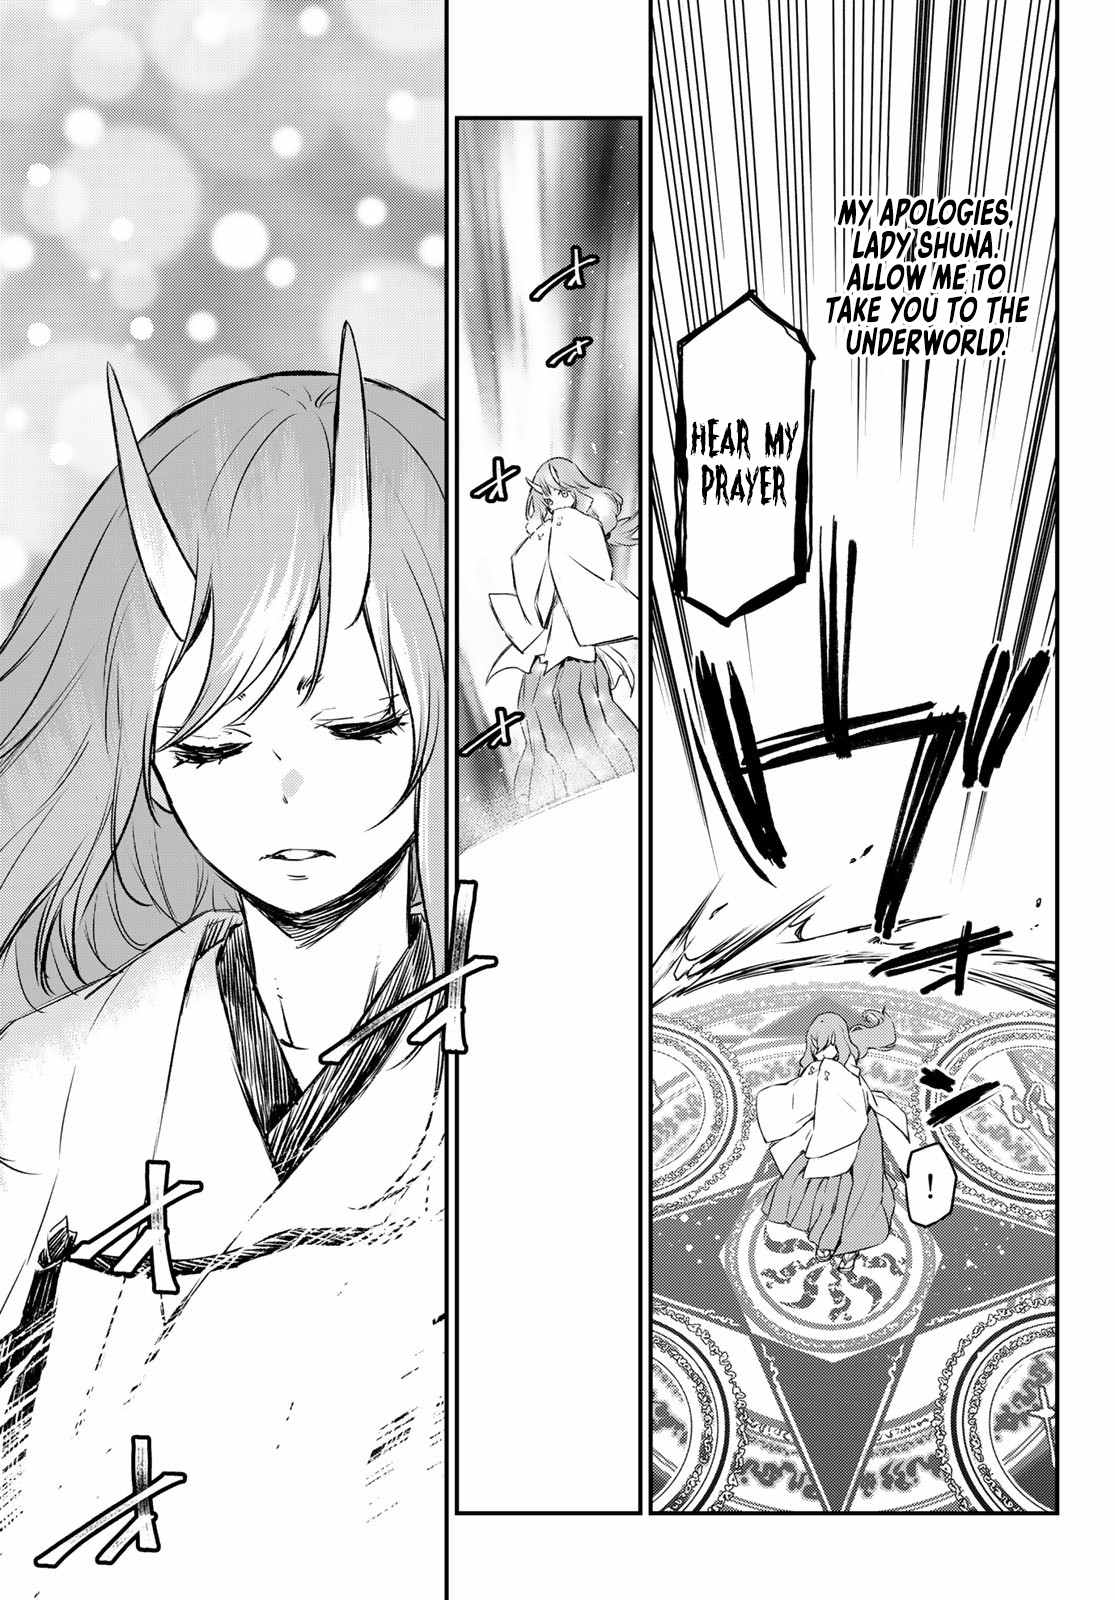 MY APOLOGIES,
LADY SHUNA!
ALLOW ME TO
TAKE YOU TO THE
UNDERWORLD!
HEAR MY
PRAYER
!